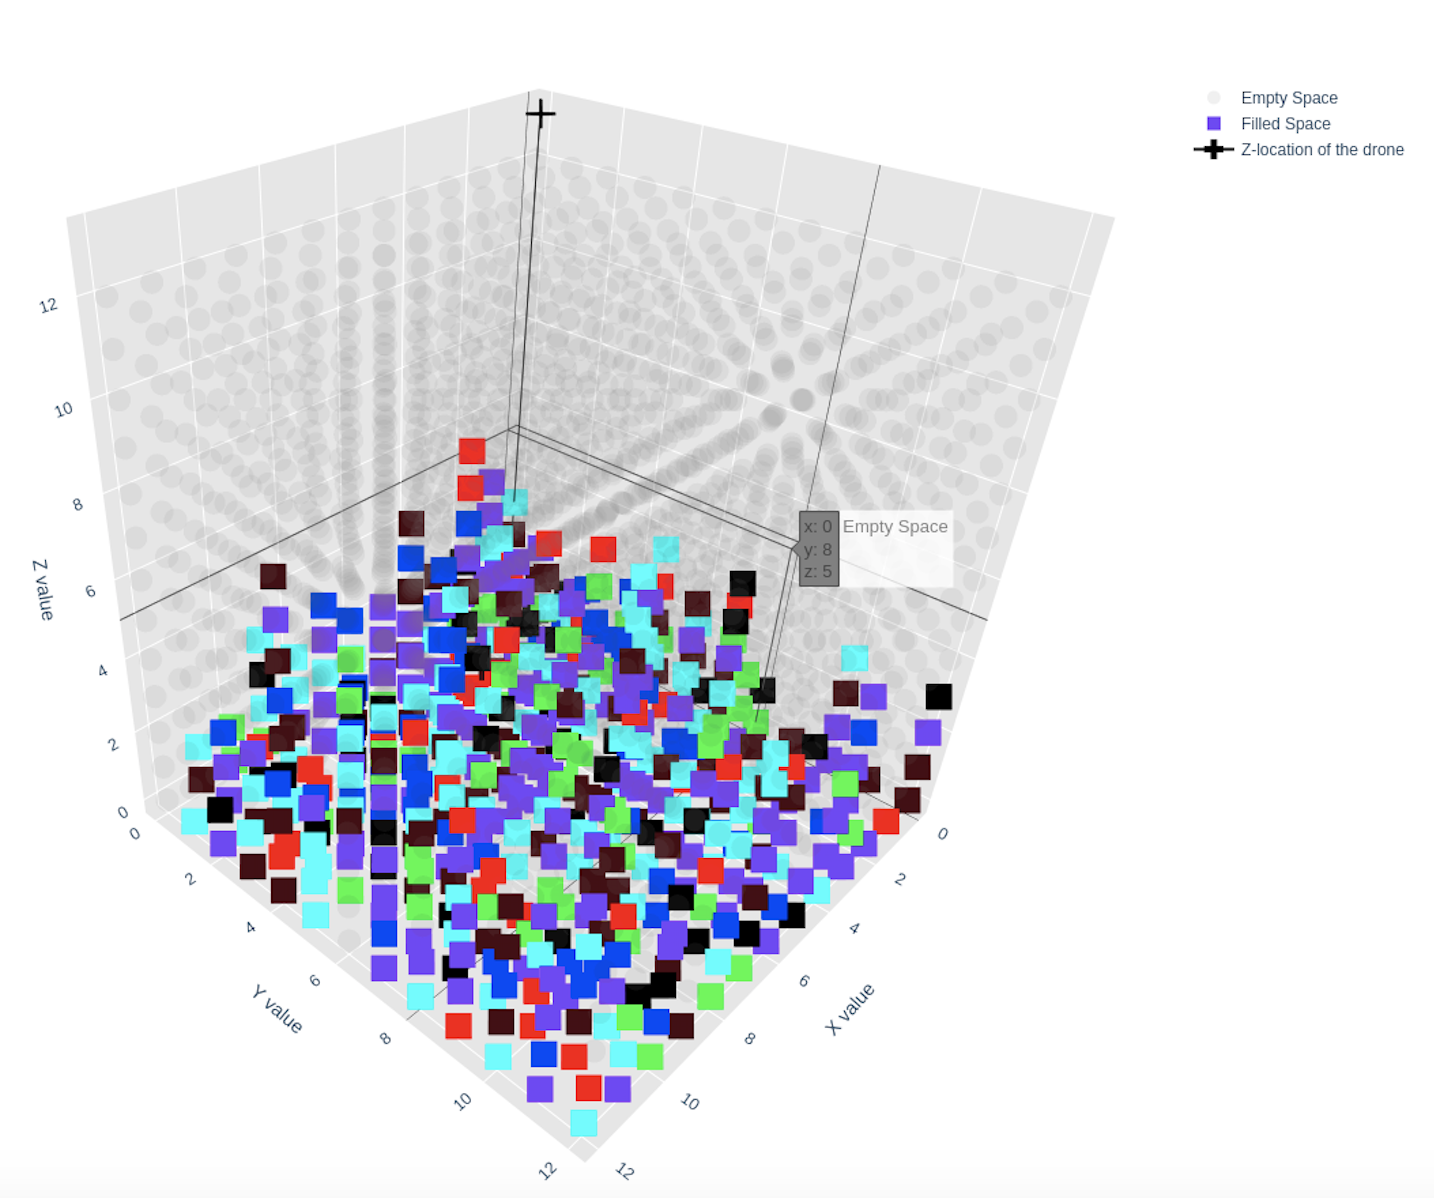 Empty Space
Filled Space
Z-location of the drone
12
10
8
6
4
2
0
Z value
x: 0 Empty Space
y: 8
z: 5
0
2
4
6
8
10
12
Y value
0
2
4
6
8
10
12
X value